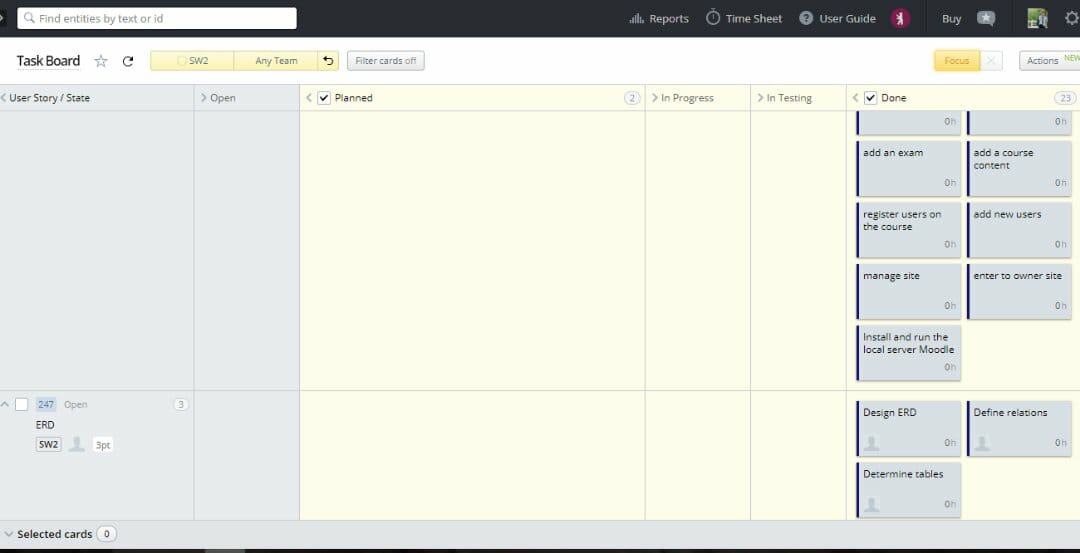 Find entities by text or id
Reports
Time Sheet
User Guide
Buy
Task Board
SW2
Any Team
Filter cards off
Focus
Actions NEW
User Story / State
Open
Planned
2
In Progress
In Testing
Done
23
0h
0h
add an exam
0h
add a course
content
0h
register users on
the course
0h
add new users
0h
manage site
0h
enter to owner site
0h
Install and run the
local server Moodle
0h
247 Open 3
ERD
SW2 3pt
Design ERD
0h
Define relations
0h
Determine tables
0h
Selected cards 0